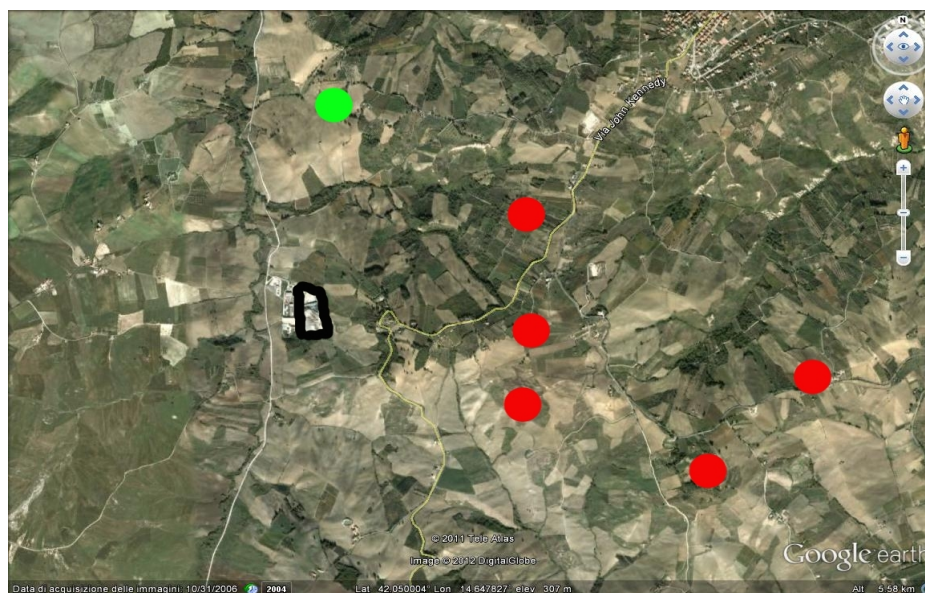 N
Via John Kennedy
© 2011 Tele Atlas
Image © 2012 DigitalGlobe
Google earth
Data di acquisizione delle immagini 10/31/2006 2004 Lat 42.050004° Lon 14.647827° elev 307 m Alt 5.58 km